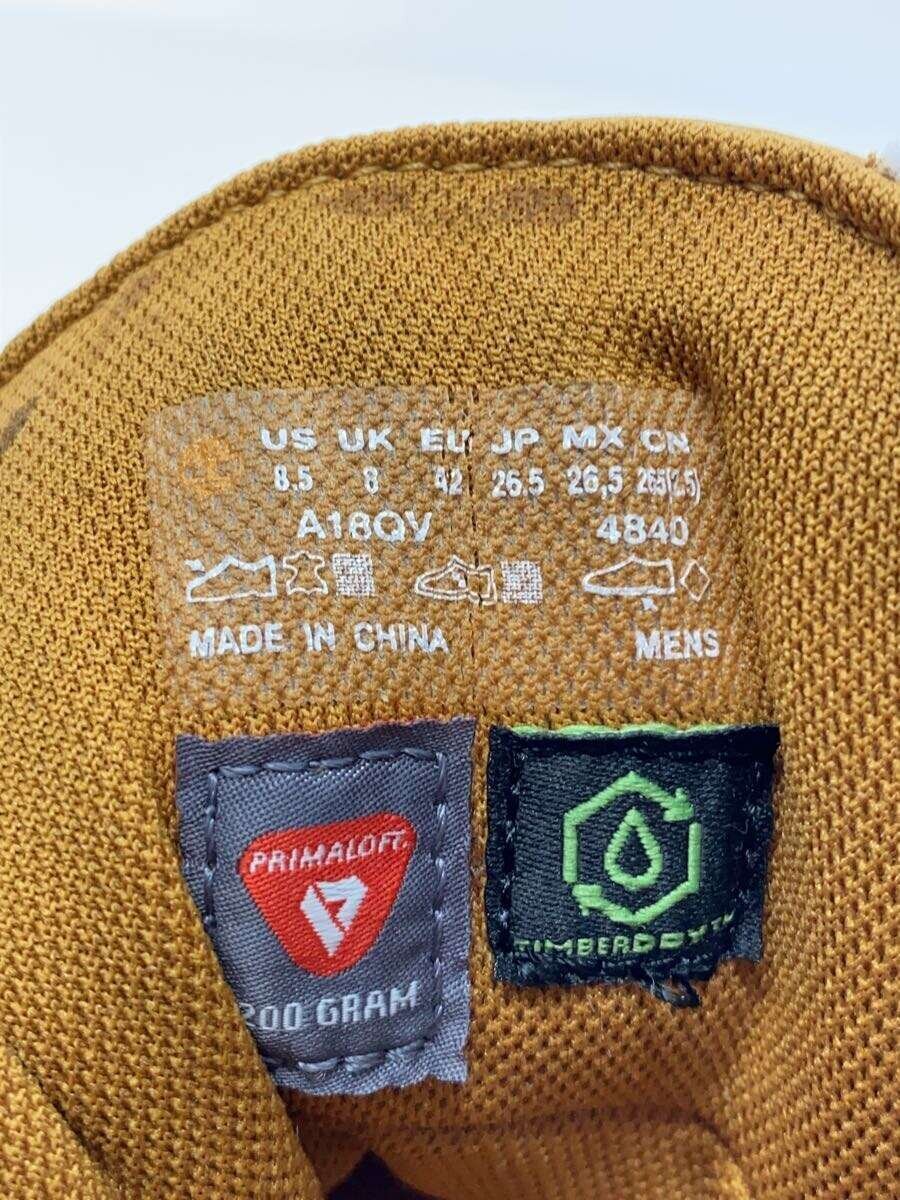 US UK EU JP MX CN
8.5 8 42 26.5 26,5 265(2.5)
A18QV 4840
MADE IN CHINA MENS
PRIMALOFT.
200 GRAM
TIMBERDRY™